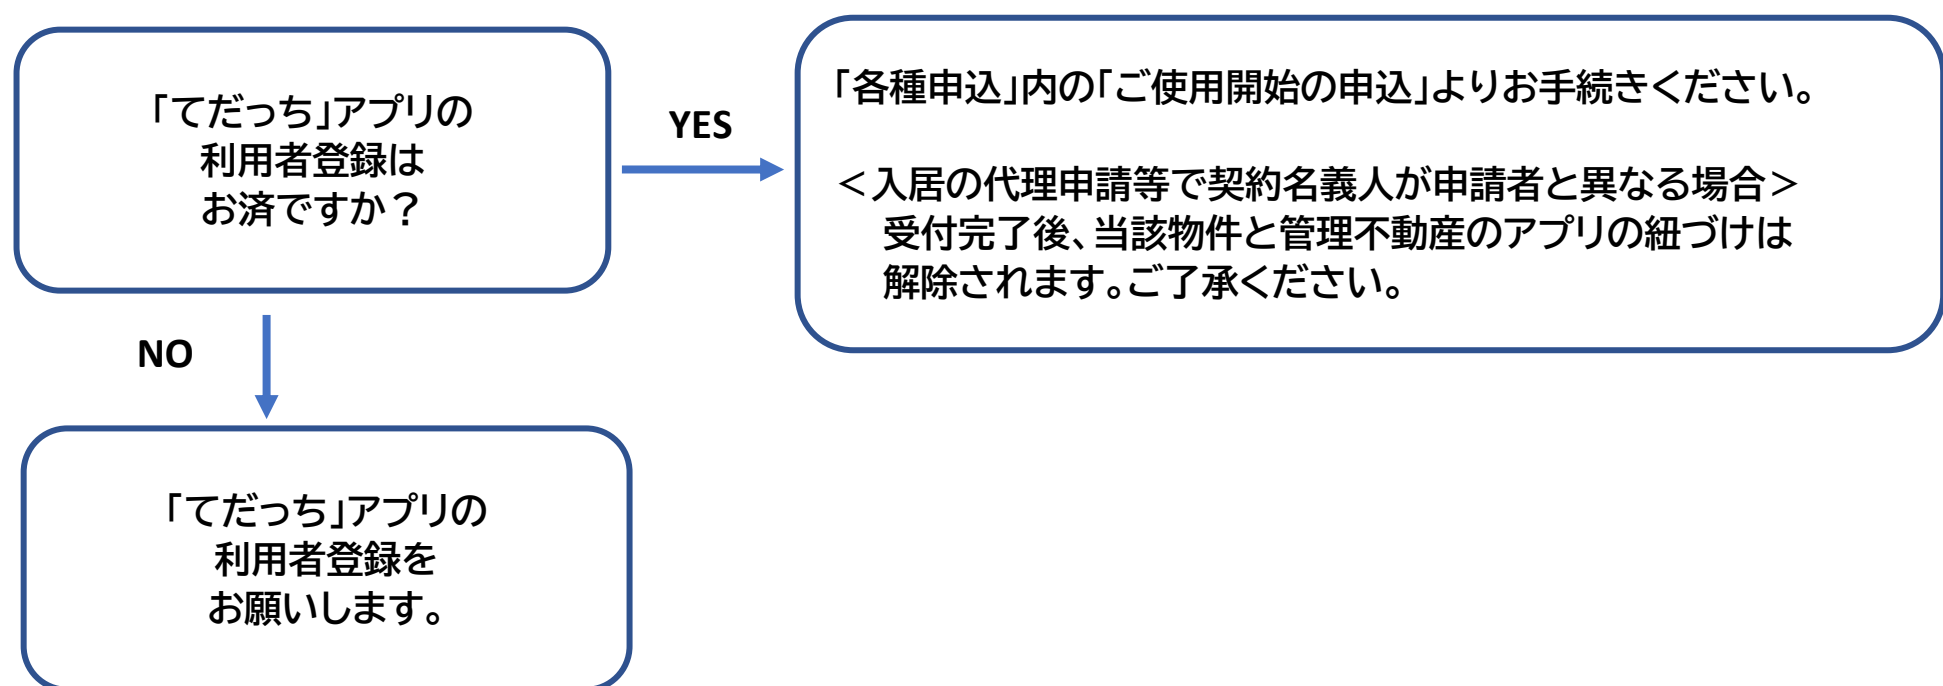 「てだっち」アプリの
利用者登録は
お済ですか？
YES
「各種申込」内の「ご使用開始の申込」よりお手続きください。
＜入居の代理申請等で契約名義人が申請者と異なる場合＞
受付完了後、当該物件と管理不動産のアプリの紐づけは
解除されます。ご了承ください。
NO
「てだっち」アプリの
利用者登録を
お願いします。